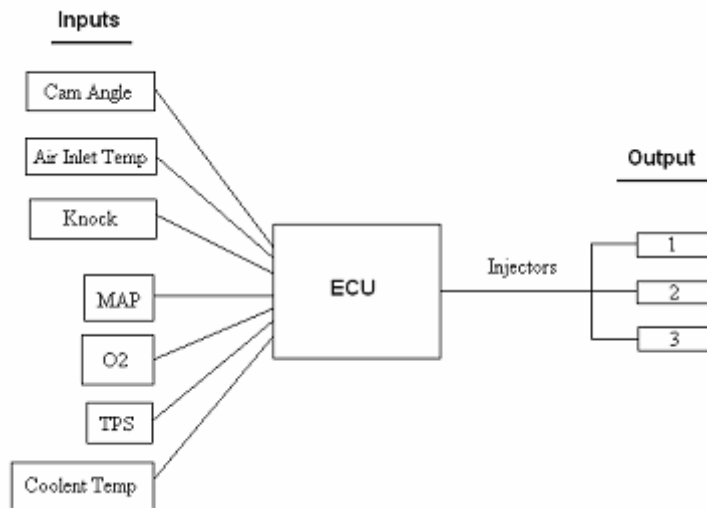 Inputs
Cam Angle
Air Inlet Temp
Knock
MAP
O2
TPS
Coolent Temp
ECU
Injectors
Output
1
2
3